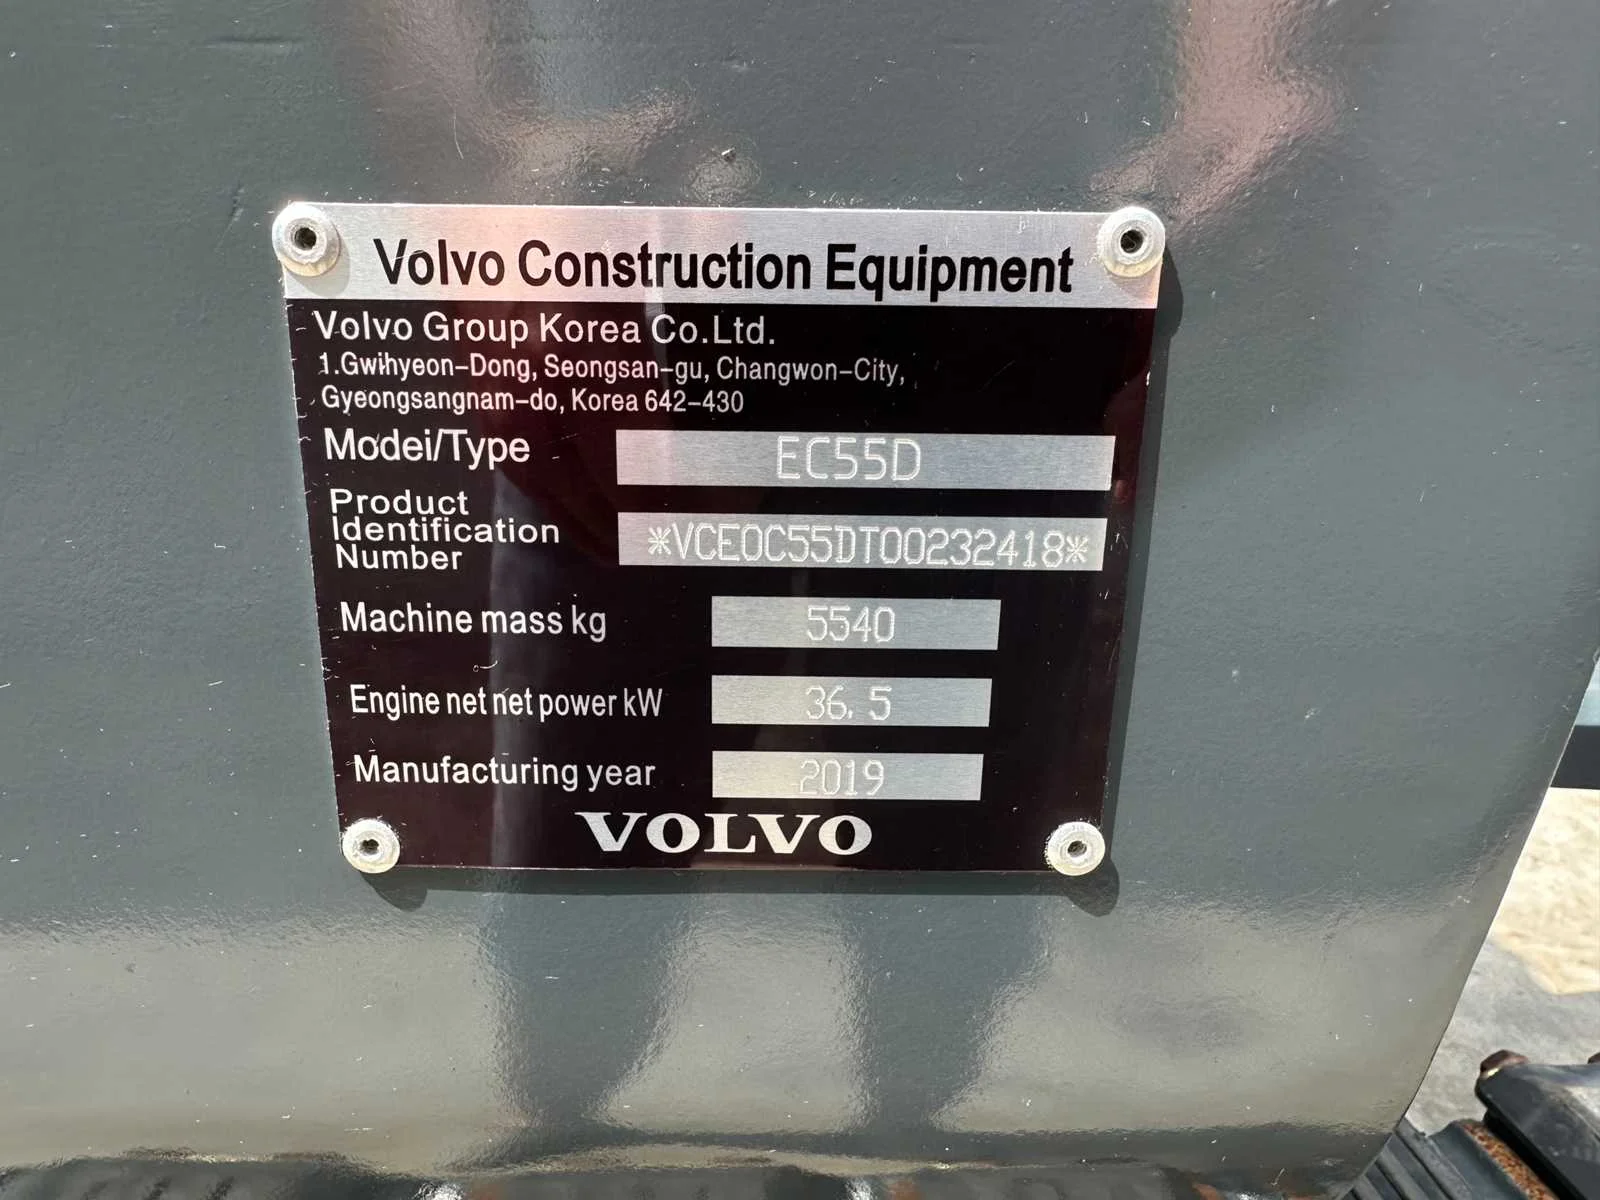 Volvo Construction Equipment
Volvo Group Korea Co.Ltd.
1.Gwihyeon-Dong, Seongsan-gu, Changwon-City,
Gyeongsangnam-do, Korea 642-430
Modei/Type EC55D
Product
Identification
Number *VCE0C55DT00232418*
Machine mass kg 5540
Engine net net power kW 36.5
Manufacturing year 2019
VOLVO